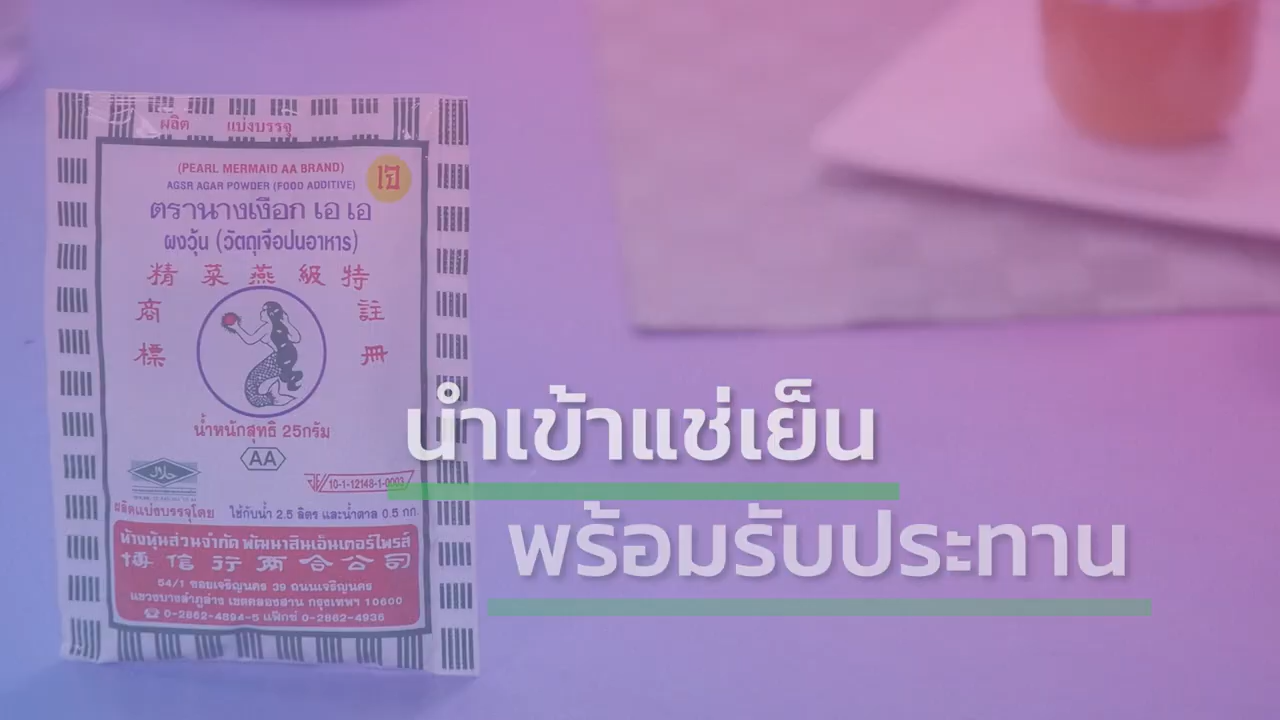 ผลิต แบ่งบรรจุ
(PEARL MERMAID AA BRAND)
เจ
AGSR AGAR POWDER (FOOD ADDITIVE)
ตรานางเงือก เอ เอ
ผงวุ้น (วัตถุเจือปนอาหาร)
精菜燕級特
商 註
標 冊
น้ำหนักสุทธิ 25กรัม
AA
حلال
10-1-12148-1-0003
ผลิตแบ่งบรรจุโดย ใช้กับน้ำ 2.5 ลิตร และน้ำตาล 0.5 กก.
ห้างหุ้นส่วนจำกัด พัฒนาสินเอ็นเตอร์ไพรส์
博信行兩合公司
54/1 ซอยเจริญนคร 39 ถนนเจริญนคร
แขวงบางลำภูล่าง เขตคลองสาน กรุงเทพฯ 10600
☎ 0-2862-4894-5 แฟ็กซ์ 0-2862-4936
นำเข้าแช่เย็น
พร้อมรับประทาน